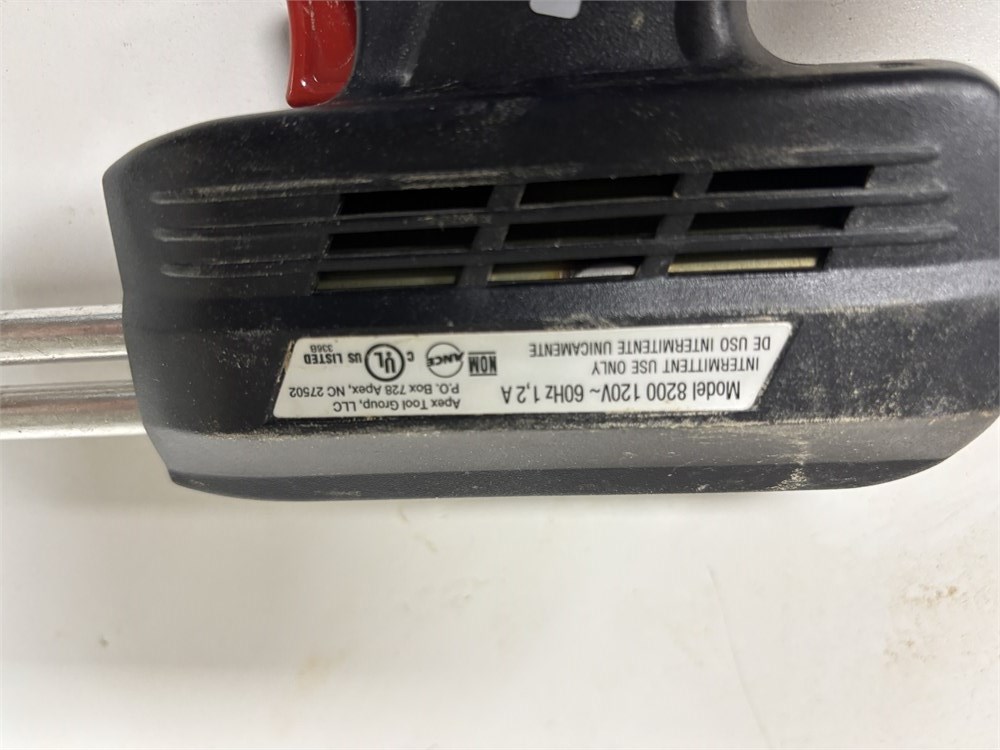 Model 8200 120V~ 60Hz 1,2 A
INTERMITTENT USE ONLY
DE USO INTERMITENTE UNICAMENTE
Apex Tool Group, LLC
P.O. Box 728 Apex, NC 27502
NOM ANCE C UL US LISTED
336B